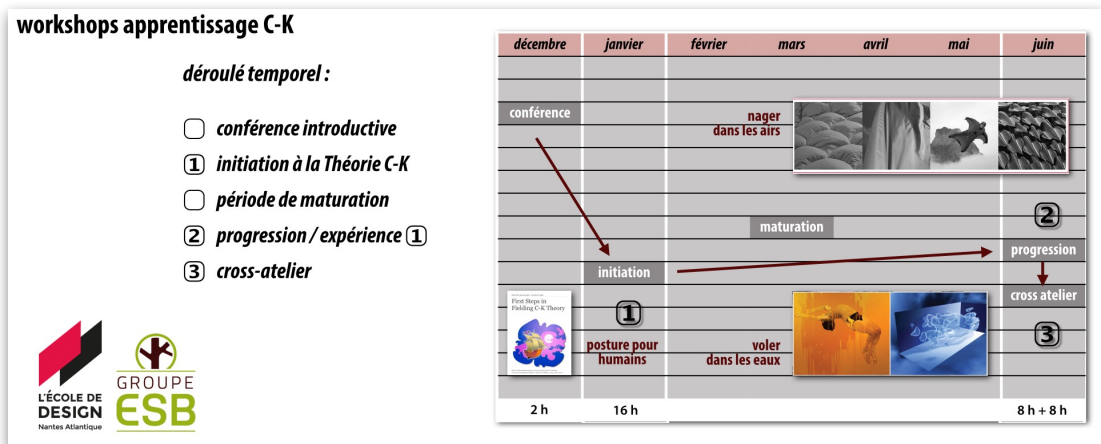 workshops apprentissage C-K
déroulé temporel :
conférence introductive
1 initiation à la Théorie C-K
période de maturation
2 progression / expérience 1
3 cross-atelier
L'ÉCOLE DE
DESIGN
Nantes Atlantique
GROUPE
ESB
décembre janvier février mars avril mai juin
conférence
nager
dans les airs
2
maturation
progression
initiation
cross atelier
First Steps in
Fielding C-K Theory
1
3
posture pour
humains
voler
dans les eaux
2 h 16 h 8 h + 8 h